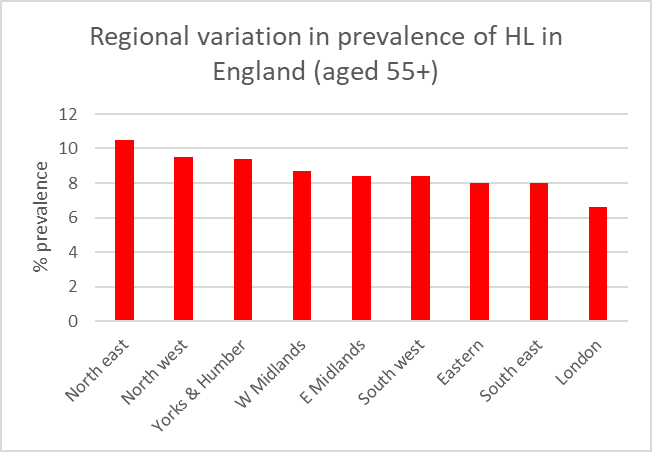 Regional variation in prevalence of HL in
England (aged 55+)
% prevalence
12
10
8
6
4
2
0
North east
North west
Yorks & Humber
W Midlands
E Midlands
South west
Eastern
South east
London